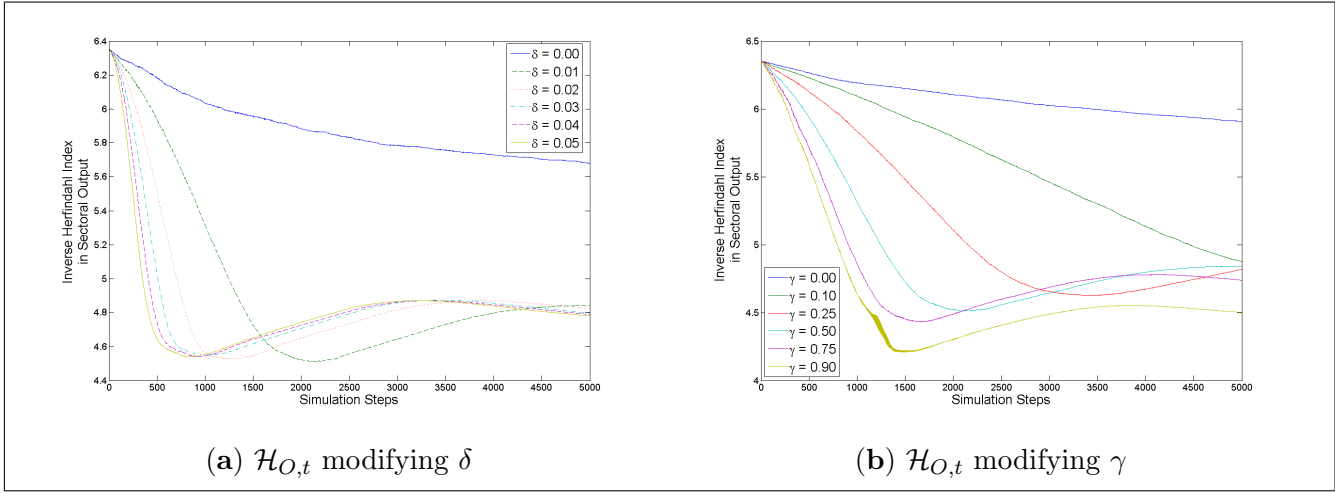 6.4
6.2
6
5.8
5.6
5.4
5.2
5
4.8
4.6
4.4
Inverse Herfindahl Index
in Sectoral Output
0 500 1000 1500 2000 2500 3000 3500 4000 4500 5000
Simulation Steps
δ = 0.00
δ = 0.01
δ = 0.02
δ = 0.03
δ = 0.04
δ = 0.05
(a) ℋO,t modifying δ
6.5
6
5.5
5
4.5
4
Inverse Herfindahl Index
in Sectoral Output
0 500 1000 1500 2000 2500 3000 3500 4000 4500 5000
Simulation Steps
γ = 0.00
γ = 0.10
γ = 0.25
γ = 0.50
γ = 0.75
γ = 0.90
(b) ℋO,t modifying γ